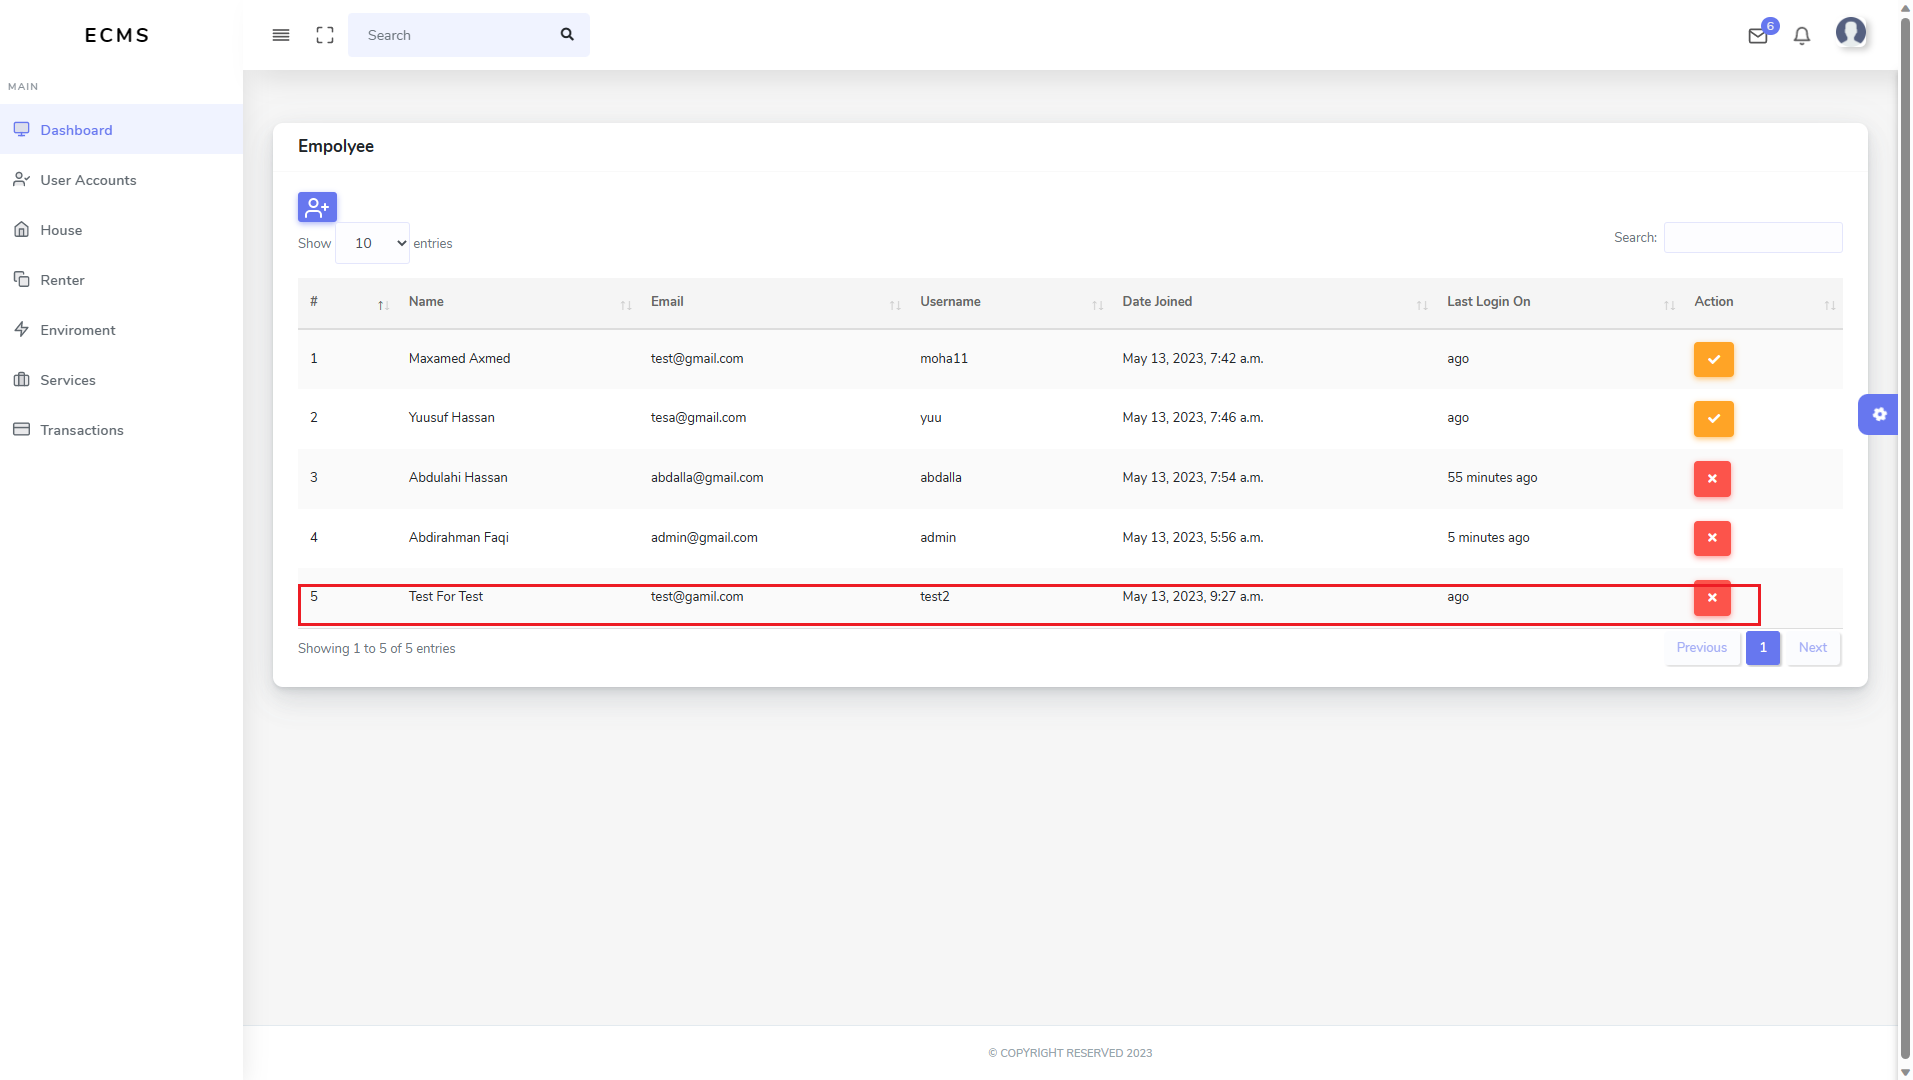 ECMS
Search
6
MAIN
Dashboard
User Accounts
House
Renter
Enviroment
Services
Transactions
Empolyee
Show 10 entries
Search:
# Name Email Username Date Joined Last Login On Action
1 Maxamed Axmed test@gmail.com moha11 May 13, 2023, 7:42 a.m. ago
2 Yuusuf Hassan tesa@gmail.com yuu May 13, 2023, 7:46 a.m. ago
3 Abdulahi Hassan abdalla@gmail.com abdalla May 13, 2023, 7:54 a.m. 55 minutes ago
4 Abdirahman Faqi admin@gmail.com admin May 13, 2023, 5:56 a.m. 5 minutes ago
5 Test For Test test@gamil.com test2 May 13, 2023, 9:27 a.m. ago
Showing 1 to 5 of 5 entries
Previous 1 Next
© COPYRIGHT RESERVED 2023